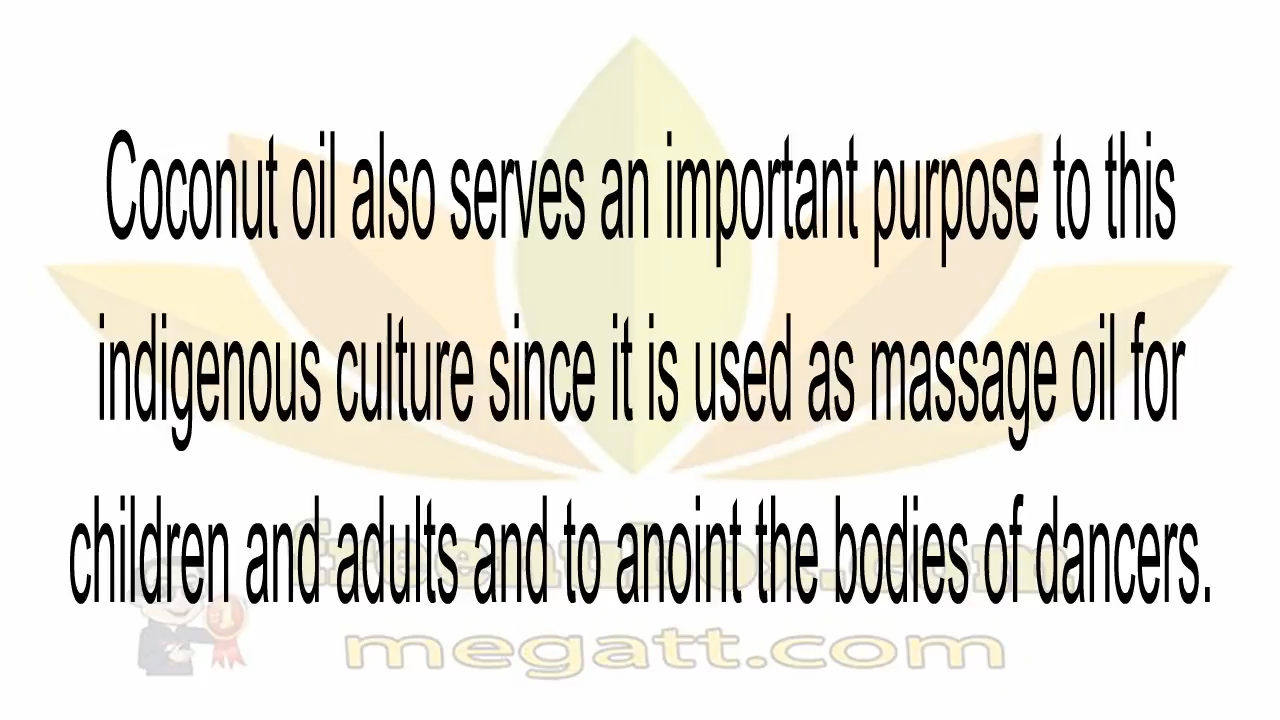 Coconut oil also serves an important purpose to this
indigenous culture since it is used as massage oil for
children and adults and to anoint the bodies of dancers.
megatt.com